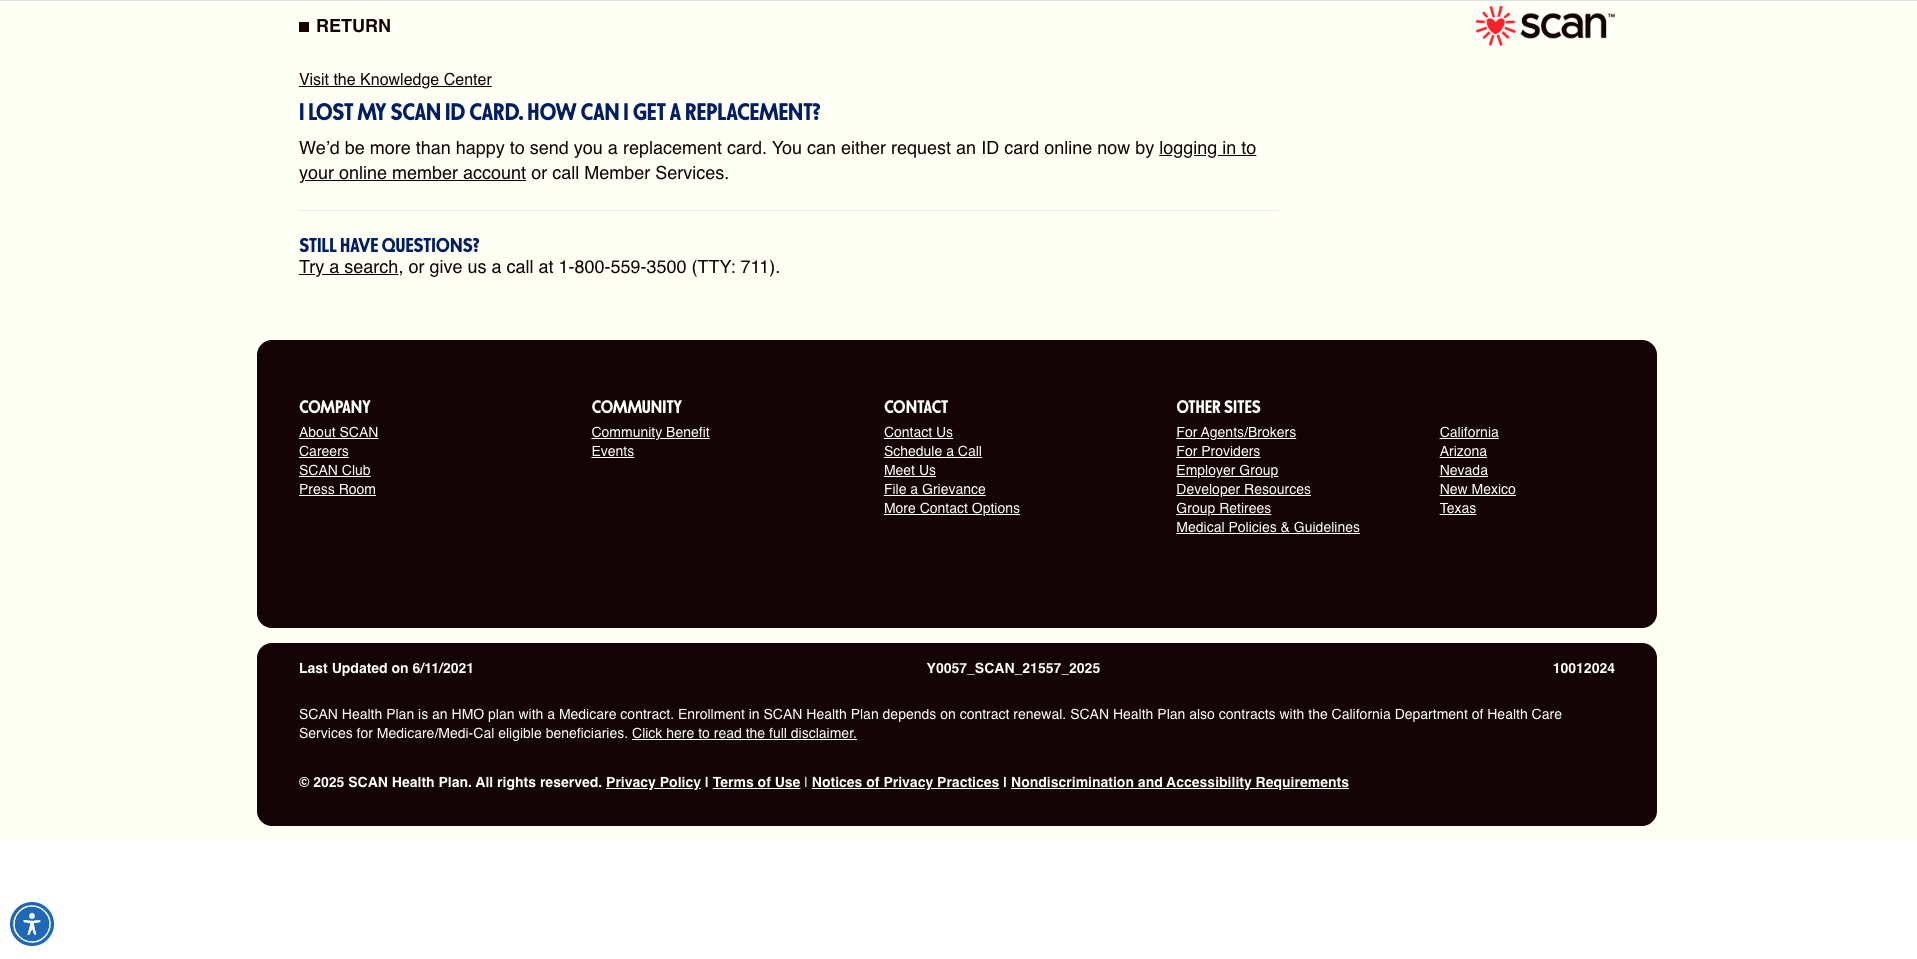 RETURN
scan™
Visit the Knowledge Center
I LOST MY SCAN ID CARD. HOW CAN I GET A REPLACEMENT?
We’d be more than happy to send you a replacement card. You can either request an ID card online now by logging in to
your online member account or call Member Services.
STILL HAVE QUESTIONS?
Try a search, or give us a call at 1-800-559-3500 (TTY: 711).
COMPANY
About SCAN
Careers
SCAN Club
Press Room
COMMUNITY
Community Benefit
Events
CONTACT
Contact Us
Schedule a Call
Meet Us
File a Grievance
More Contact Options
OTHER SITES
For Agents/Brokers
For Providers
Employer Group
Developer Resources
Group Retirees
Medical Policies & Guidelines
California
Arizona
Nevada
New Mexico
Texas
Last Updated on 6/11/2021
Y0057_SCAN_21557_2025
10012024
SCAN Health Plan is an HMO plan with a Medicare contract. Enrollment in SCAN Health Plan depends on contract renewal. SCAN Health Plan also contracts with the California Department of Health Care
Services for Medicare/Medi-Cal eligible beneficiaries. Click here to read the full disclaimer.
© 2025 SCAN Health Plan. All rights reserved. Privacy Policy | Terms of Use | Notices of Privacy Practices | Nondiscrimination and Accessibility Requirements